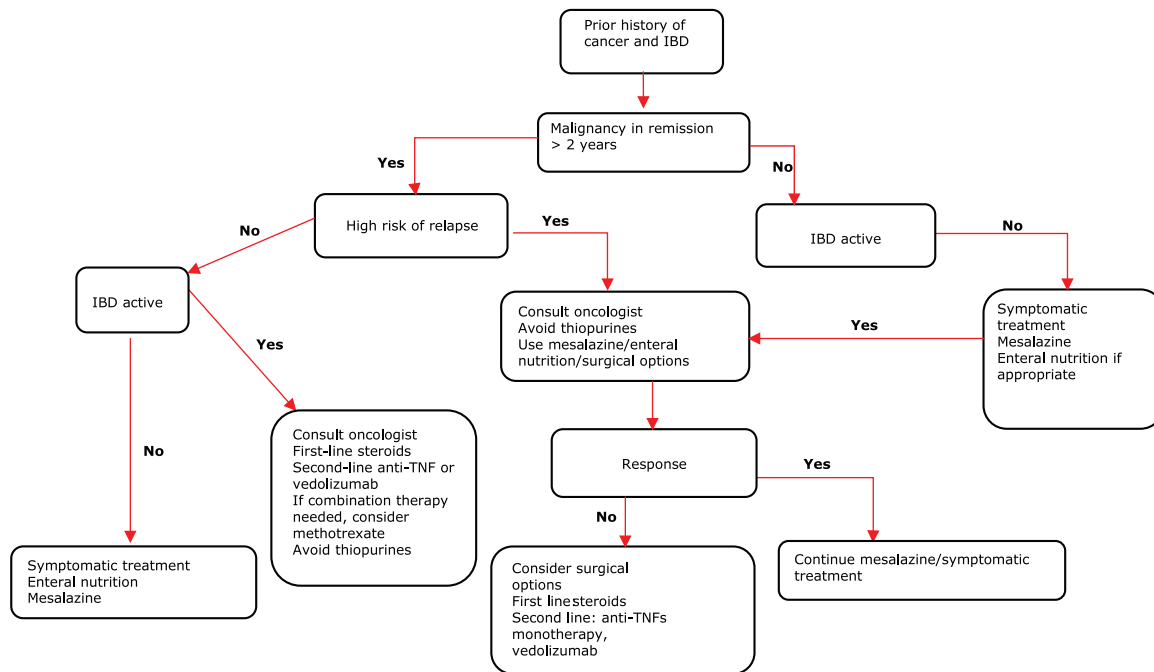 Prior history of
cancer and IBD
Malignancy in remission
> 2 years
Yes
No
High risk of relapse
No
Yes
IBD active
No
IBD active
Yes
No
Consult oncologist
Avoid thiopurines
Use mesalazine/enteral
nutrition/surgical options
Yes
Symptomatic
treatment
Mesalazine
Enteral nutrition if
appropriate
Consult oncologist
First-line steroids
Second-line anti-TNF or
vedolizumab
If combination therapy
needed, consider
methotrexate
Avoid thiopurines
Response
Yes
No
Symptomatic treatment
Enteral nutrition
Mesalazine
Consider surgical
options
First line steroids
Second line: anti-TNFs
monotherapy,
vedolizumab
Continue mesalazine/symptomatic
treatment